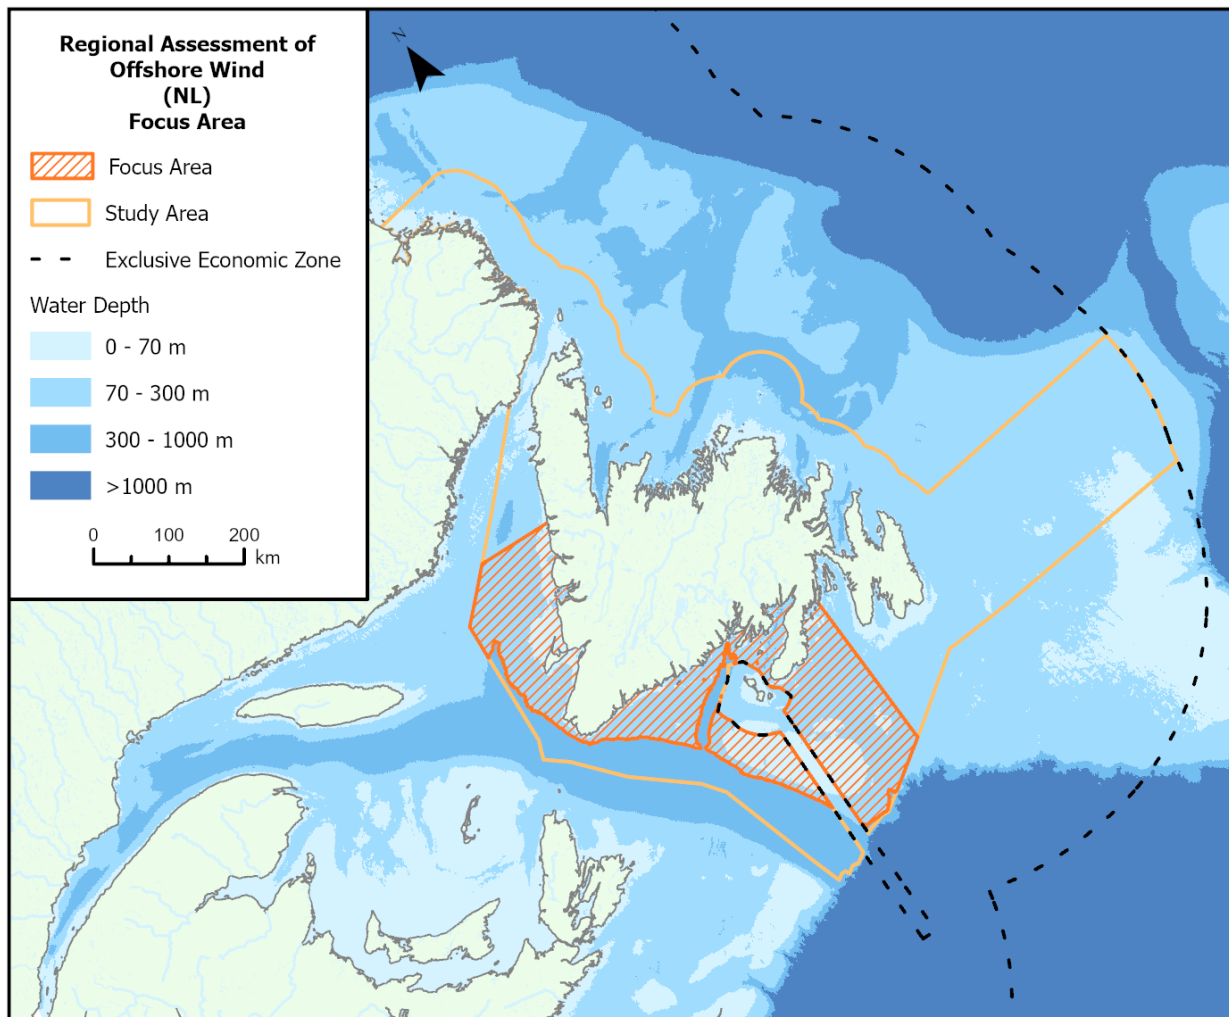 Regional Assessment of
Offshore Wind
(NL)
Focus Area
Focus Area
Study Area
Exclusive Economic Zone
Water Depth
0 - 70 m
70 - 300 m
300 - 1000 m
>1000 m
0 100 200
km
N